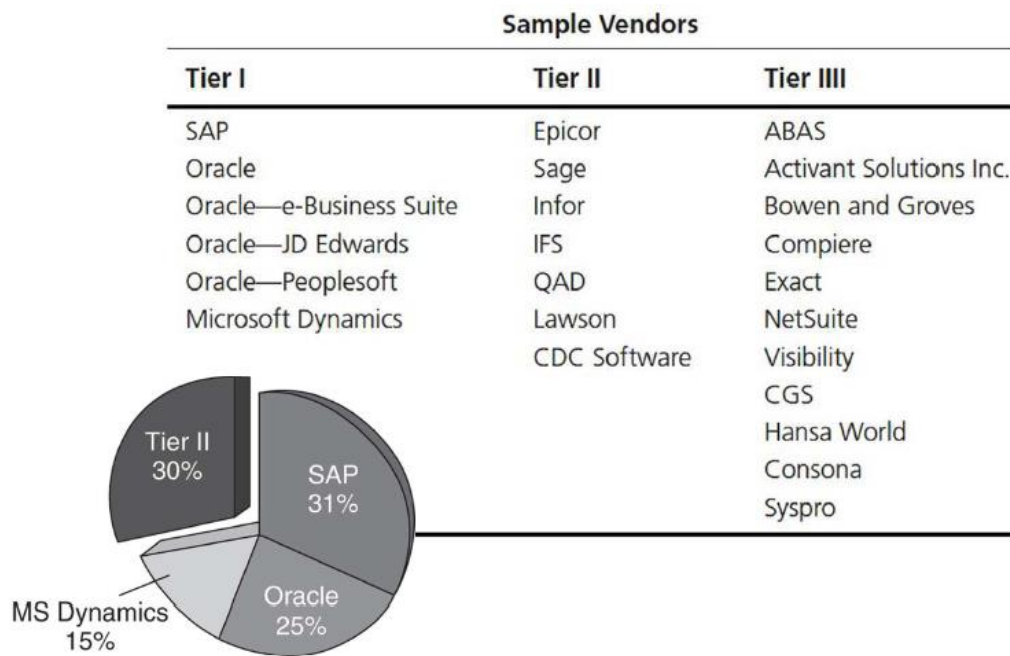 Sample Vendors
Tier I Tier II Tier IIII
SAP Epicor ABAS
Oracle Sage Activant Solutions Inc.
Oracle—e-Business Suite Infor Bowen and Groves
Oracle—JD Edwards IFS Compiere
Oracle—Peoplesoft QAD Exact
Microsoft Dynamics Lawson NetSuite
CDC Software Visibility
CGS
Hansa World
Consona
Syspro
Tier II
30%
SAP
31%
Oracle
25%
MS Dynamics
15%